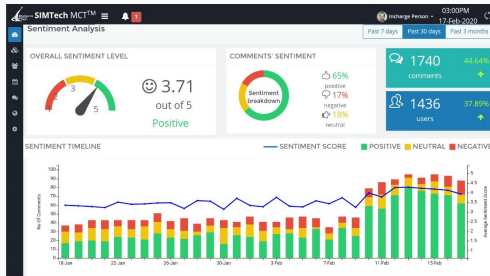 SIMTech MCT™
1
Incharge Person
03:00PM
17-Feb-2020
Sentiment Analysis
Past 7 days
Past 30 days
Past 3 months
OVERALL SENTIMENT LEVEL
1
2
3
5
3.71
out of 5
Positive
COMMENTS' SENTIMENT
Sentiment
breakdown
65%
positive
17%
negative
18%
neutral
1740
comments
44.64%
1436
users
37.89%
SENTIMENT TIMELINE
SENTIMENT SCORE
POSITIVE
NEUTRAL
NEGATIVE
No Of Comments
100
90
80
70
60
50
40
30
20
10
0
18-Jan
22-Jan
26-Jan
30-Jan
3-Feb
7-Feb
11-Feb
15-Feb
5
4.5
4
3.5
3
2.5
2
1.5
1
Average Sentiment Score